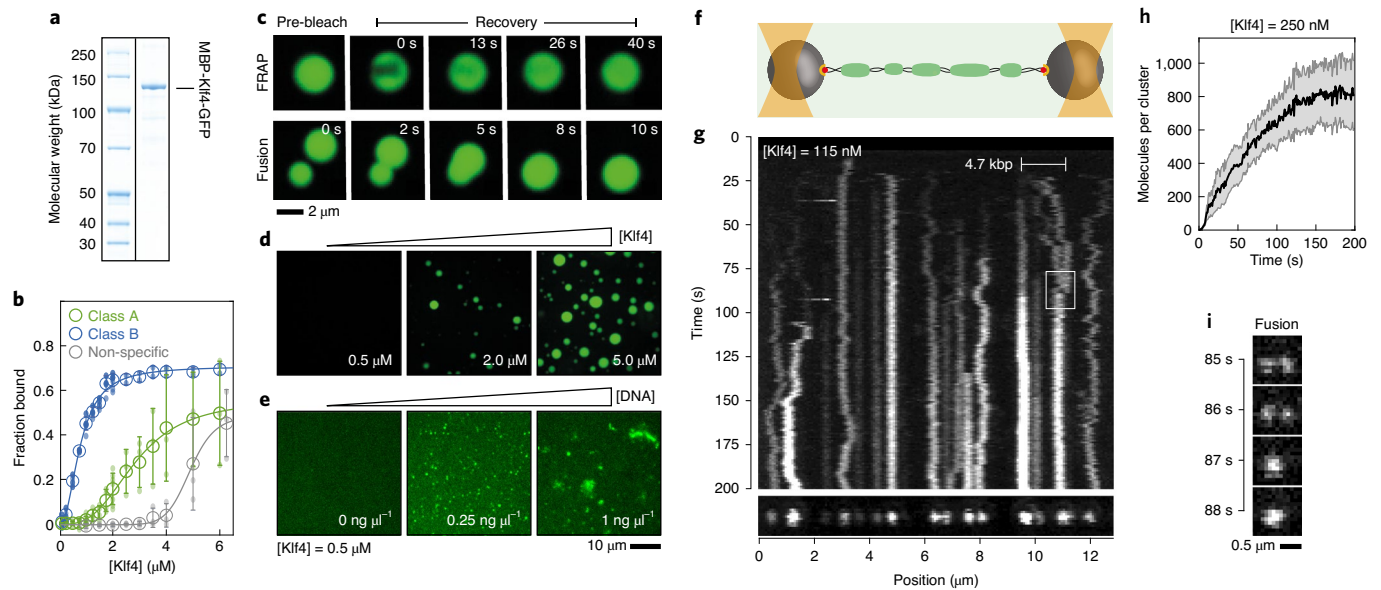 a
Molecular weight (kDa)
250
150
100
70
50
40
30
MBP-Klf4-GFP
b
Class A
Class B
Non-specific
Fraction bound
0.8
0.4
0
0 2 4 6
[Klf4] (μM)
c
Pre-bleach
Recovery
FRAP
0 s
13 s
26 s
40 s
Fusion
0 s
2 s
5 s
8 s
10 s
2 μm
d
[Klf4]
0.5 μM
2.0 μM
5.0 μM
e
[DNA]
0 ng μl⁻¹
0.25 ng μl⁻¹
1 ng μl⁻¹
[Klf4] = 0.5 μM
10 μm
f
g
[Klf4] = 115 nM
4.7 kbp
Time (s)
0
25
50
75
100
125
150
175
200
0 2 4 6 8 10 12
Position (μm)
h
[Klf4] = 250 nM
Molecules per cluster
1,000
800
600
400
200
0
0 50 100 150 200
Time (s)
i
Fusion
85 s
86 s
87 s
88 s
0.5 μm